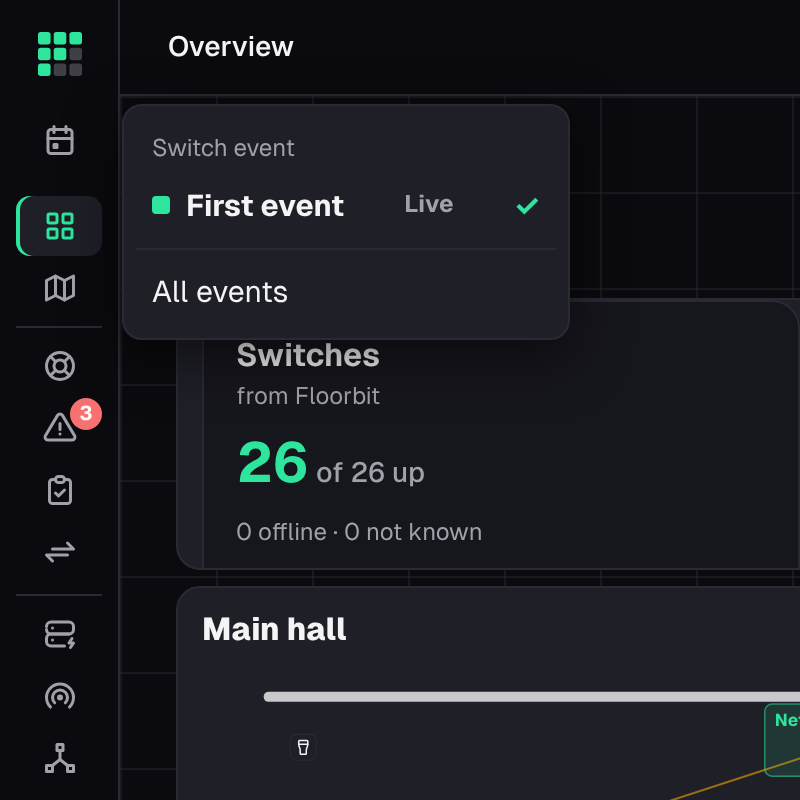 Overview
Switch event
First event Live
All events
Switches
from Floorbit
3
26 of 26 up
0 offline · 0 not known
Main hall